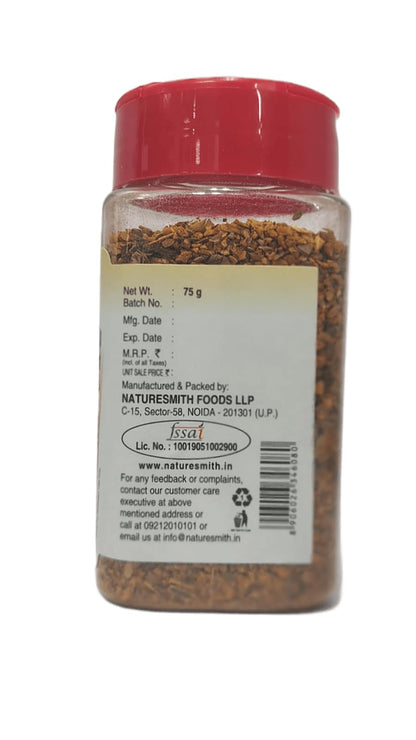 Net Wt. : 75 g
Batch No. :
Mfg. Date :
Exp. Date :
M.R.P. ₹ :
(Incl. of all Taxes)
UNIT SALE PRICE ₹ :
Manufactured & Packed by:
NATURESMITH FOODS LLP
C-15, Sector-58, NOIDA - 201301 (U.P.)
fssai
Lic. No. : 10019051002900
www.naturesmith.in
For any feedback or complaints,
contact our customer care
executive at above
mentioned address or
call at 09212010101 or
email us at info@naturesmith.in
8 906026 346080